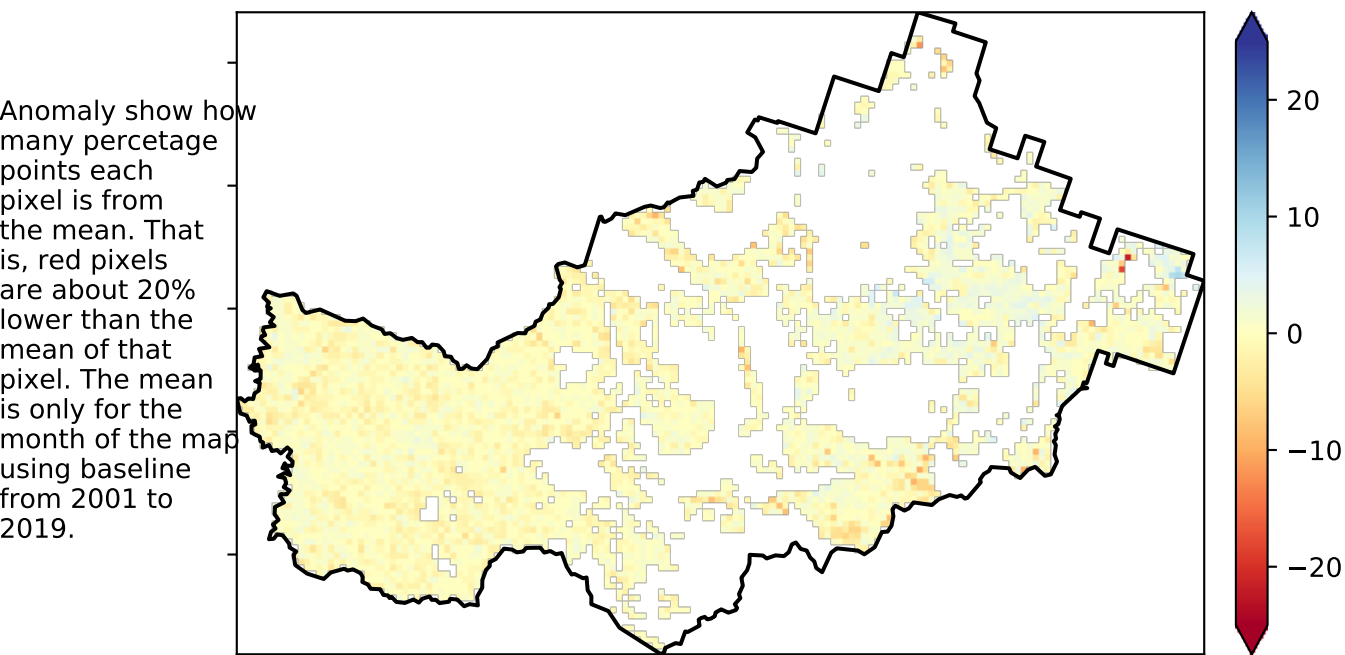 Anomaly show how
many percetage
points each
pixel is from
the mean. That
is, red pixels
are about 20%
lower than the
mean of that
pixel. The mean
is only for the
month of the map
using baseline
from 2001 to
2019.
20
10
0
−10
−20